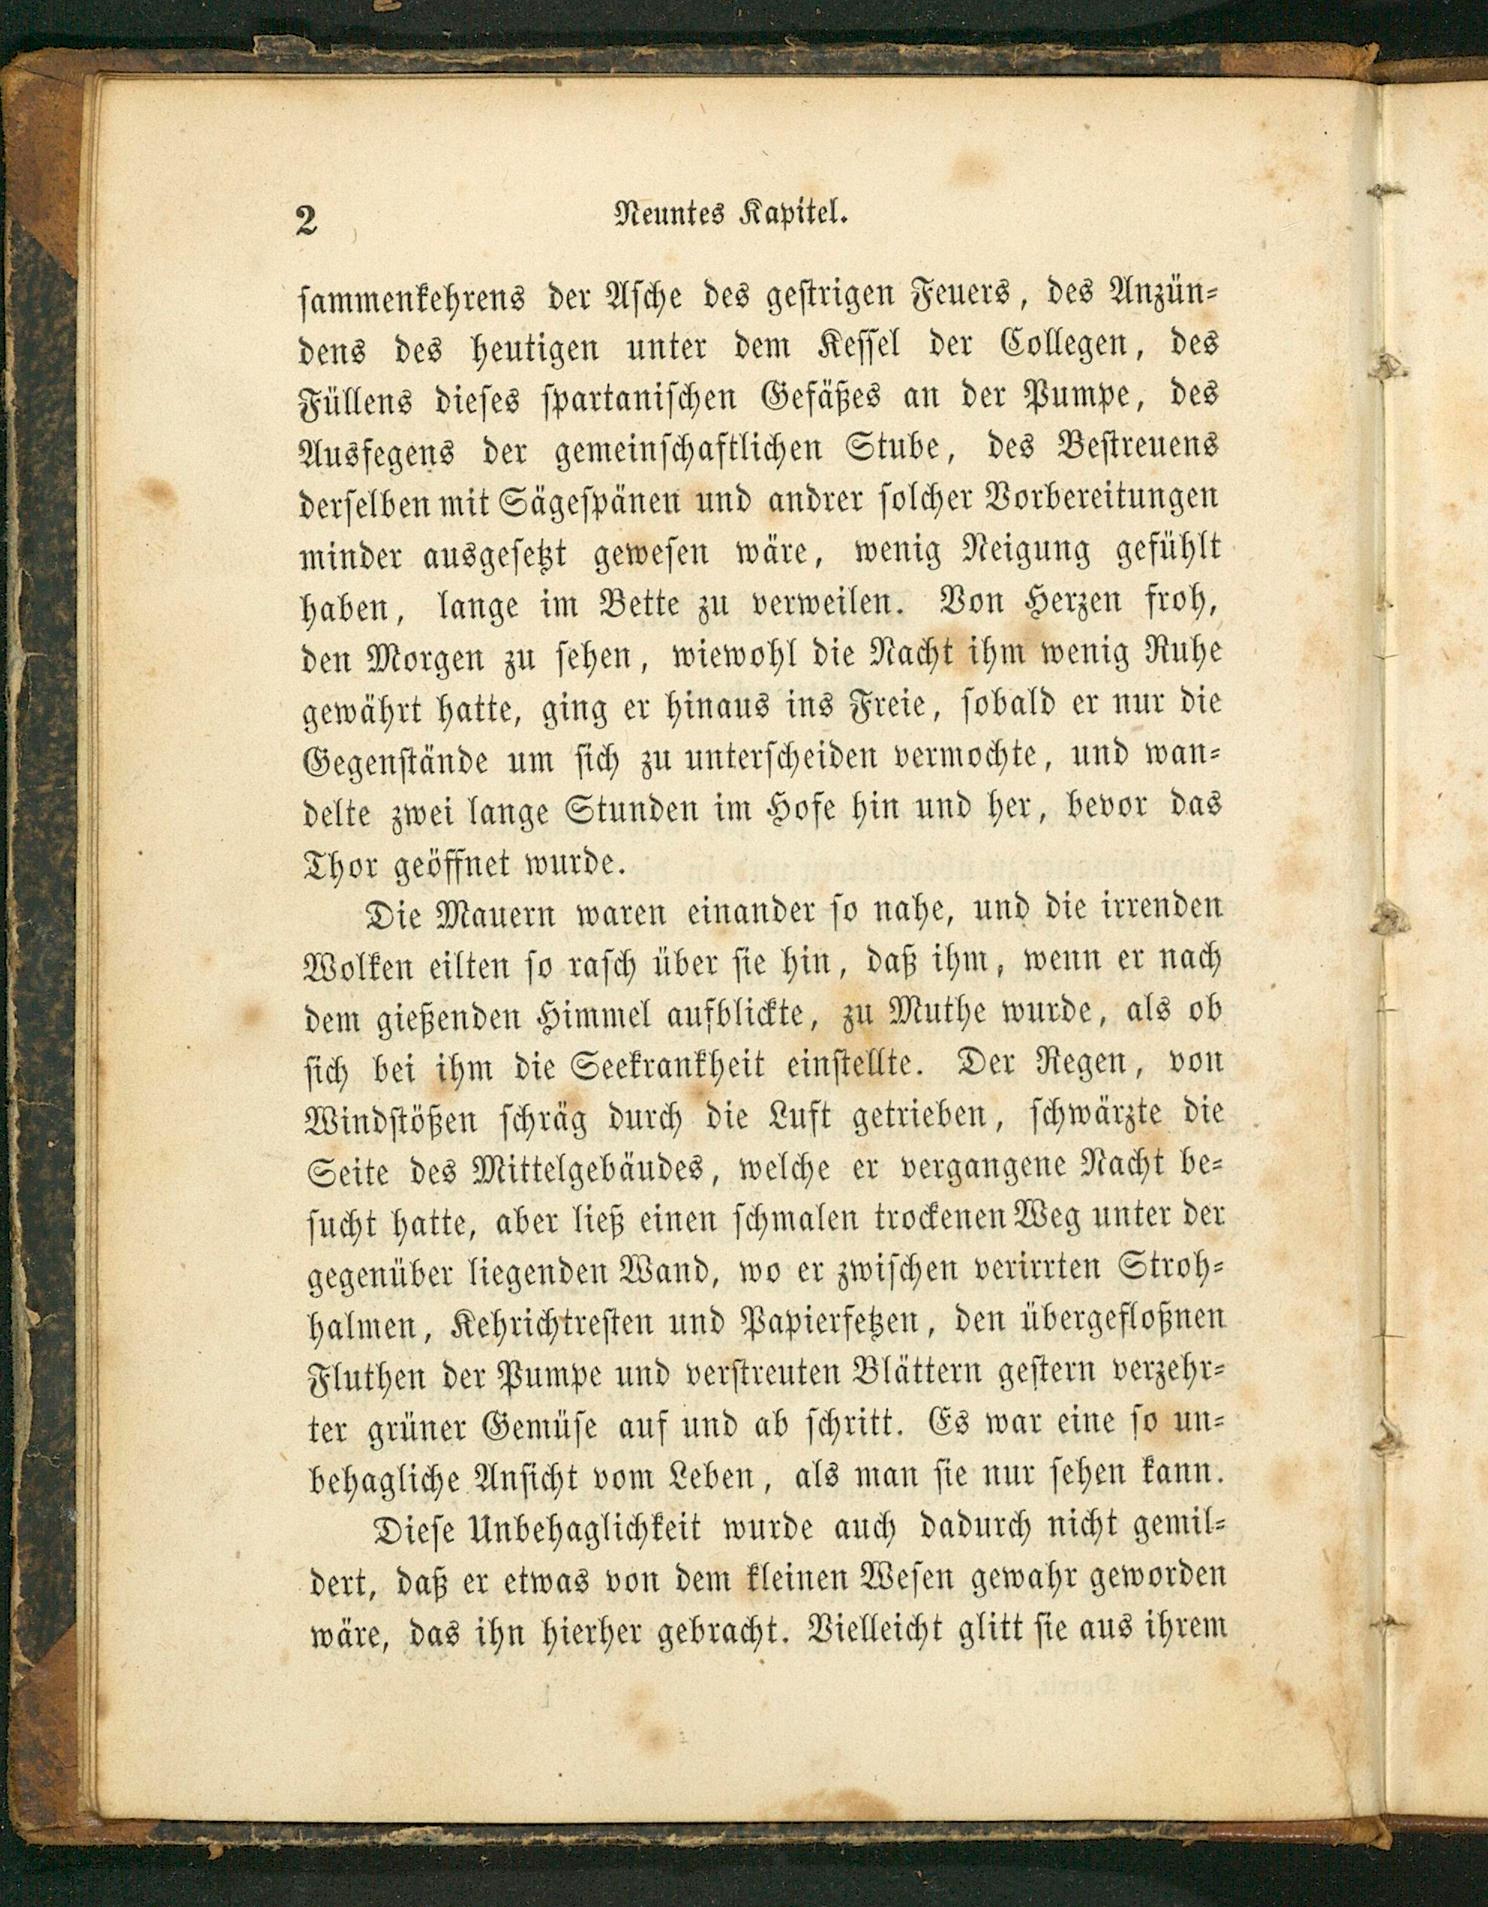 2
Neuntes Kapitel.
sammenkehrens der Asche des gestrigen Feuers, des Anzün-
dens des heutigen unter dem Kessel der Collegen, des
Füllens dieses spartanischen Gefäßes an der Pumpe, des
Ausfegens der gemeinschaftlichen Stube, des Bestreuens
derselben mit Sägespänen und andrer solcher Vorbereitungen
minder ausgesetzt gewesen wäre, wenig Neigung gefühlt
haben, lange im Bette zu verweilen. Von Herzen froh,
den Morgen zu sehen, wiewohl die Nacht ihm wenig Ruhe
gewährt hatte, ging er hinaus ins Freie, sobald er nur die
Gegenstände um sich zu unterscheiden vermochte, und wan-
delte zwei lange Stunden im Hofe hin und her, bevor das
Thor geöffnet wurde.
Die Mauern waren einander so nahe, und die irrenden
Wolken eilten so rasch über sie hin, daß ihm, wenn er nach
dem gießenden Himmel aufblickte, zu Muthe wurde, als ob
sich bei ihm die Seekrankheit einstellte. Der Regen, von
Windstößen schräg durch die Luft getrieben, schwärzte die
Seite des Mittelgebäudes, welche er vergangene Nacht be-
sucht hatte, aber ließ einen schmalen trockenen Weg unter der
gegenüber liegenden Wand, wo er zwischen verirrten Stroh-
halmen, Kehrichtresten und Papierfetzen, den übergefloßnen
Fluthen der Pumpe und verstreuten Blättern gestern verzehr-
ter grüner Gemüse auf und ab schritt. Es war eine so un-
behagliche Ansicht vom Leben, als man sie nur sehen kann.
Diese Unbehaglichkeit wurde auch dadurch nicht gemil-
dert, daß er etwas von dem kleinen Wesen gewahr geworden
wäre, das ihn hierher gebracht. Vielleicht glitt sie aus ihrem